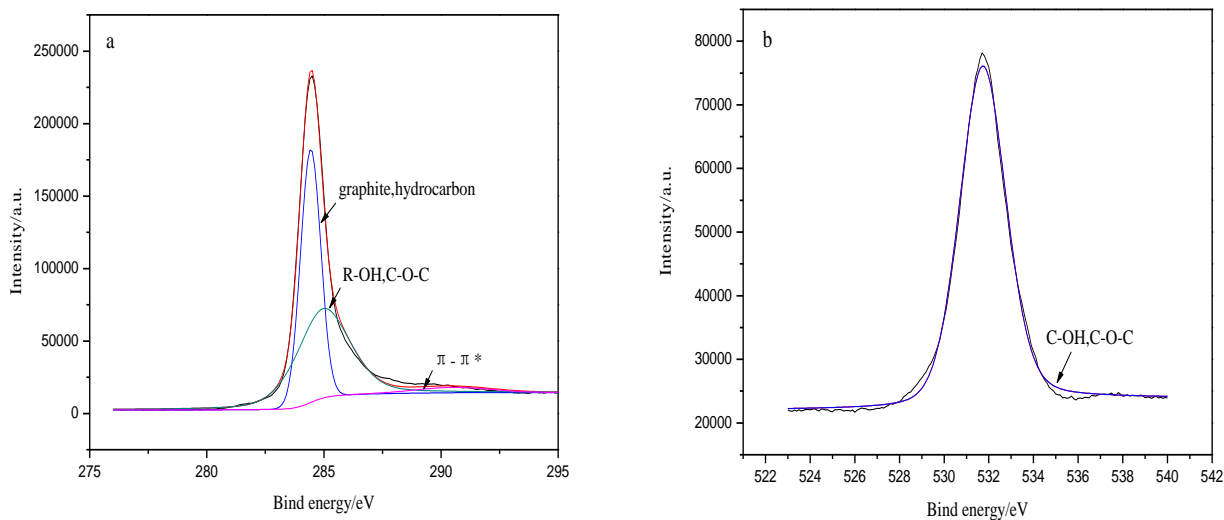 a
250000
200000
150000
100000
50000
0
Intensity/a.u.
graphite,hydrocarbon
R-OH,C-O-C
π - π *
275 280 285 290 295
Bind energy/eV
b
80000
70000
60000
50000
40000
30000
20000
Intensity/a.u.
C-OH,C-O-C
522 524 526 528 530 532 534 536 538 540 542
Bind energy/eV